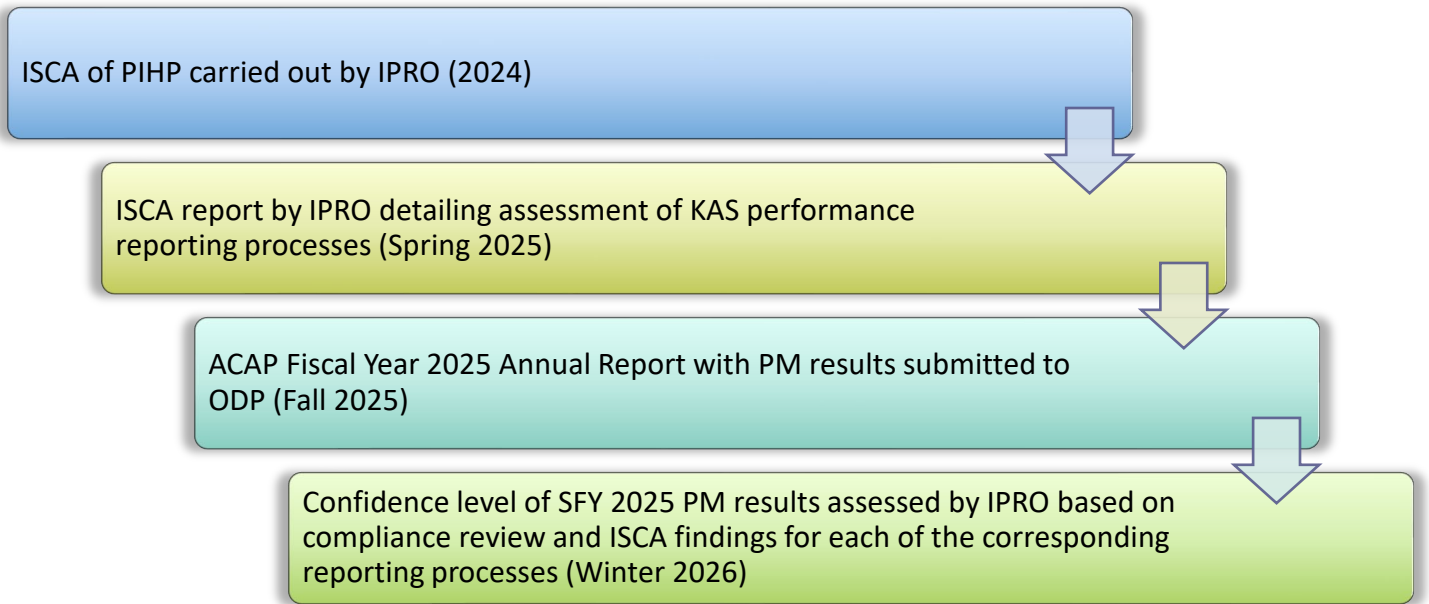 ISCA of PIHP carried out by IPRO (2024)
ISCA report by IPRO detailing assessment of KAS performance
reporting processes (Spring 2025)
ACAP Fiscal Year 2025 Annual Report with PM results submitted to
ODP (Fall 2025)
Confidence level of SFY 2025 PM results assessed by IPRO based on
compliance review and ISCA findings for each of the corresponding
reporting processes (Winter 2026)